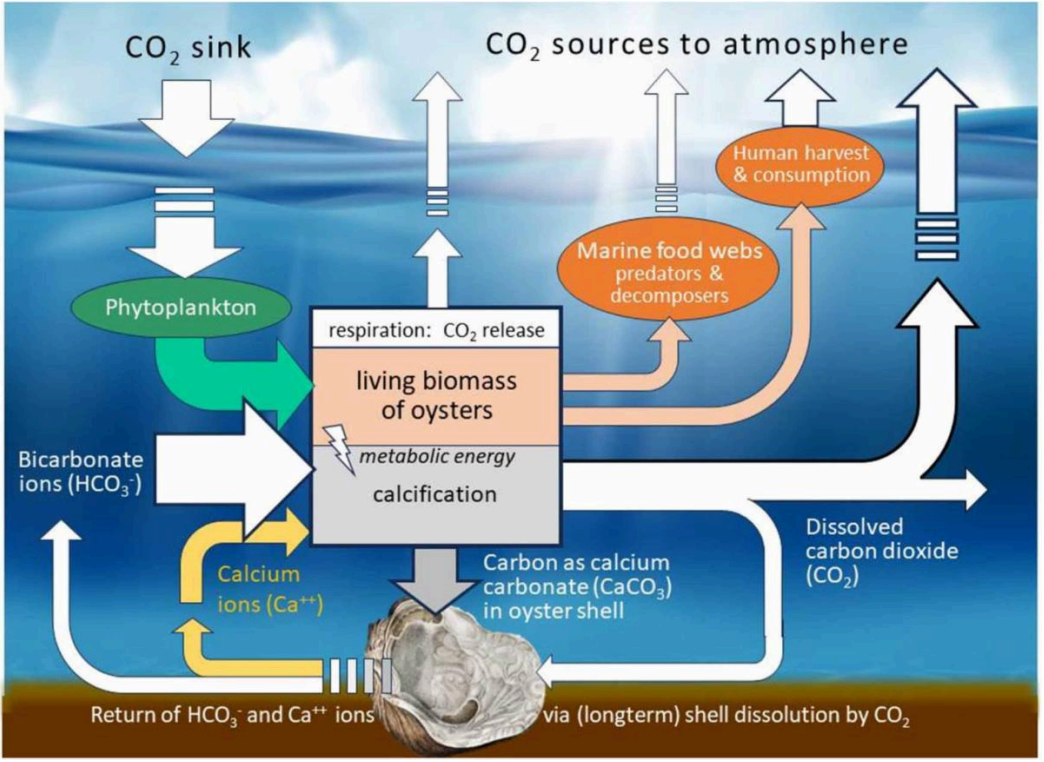 CO₂ sink
CO₂ sources to atmosphere
Human harvest
& consumption
Marine food webs
predators &
decomposers
Phytoplankton
respiration: CO₂ release
living biomass
of oysters
metabolic energy
calcification
Bicarbonate
ions (HCO₃⁻)
Calcium
ions (Ca⁺⁺)
Carbon as calcium
carbonate (CaCO₃)
in oyster shell
Dissolved
carbon dioxide
(CO₂)
Return of HCO₃⁻ and Ca⁺⁺ ions via (longterm) shell dissolution by CO₂